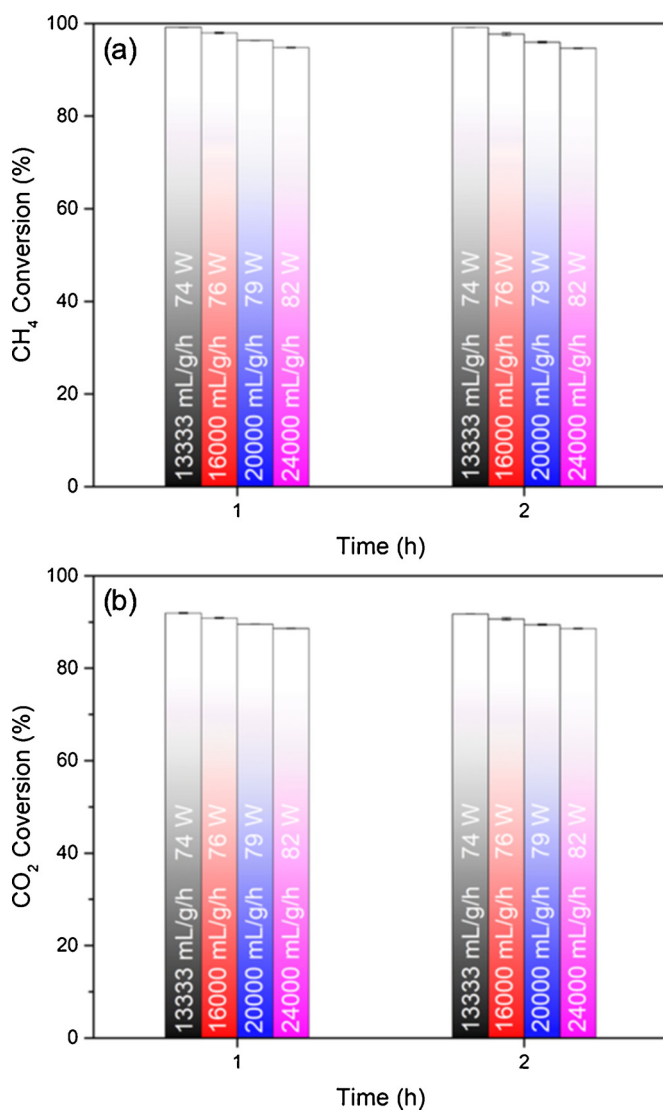 (a)
CH4 Conversion (%)
100
80
60
40
20
0
13333 mL/g/h 74 W
16000 mL/g/h 76 W
20000 mL/g/h 79 W
24000 mL/g/h 82 W
13333 mL/g/h 74 W
16000 mL/g/h 76 W
20000 mL/g/h 79 W
24000 mL/g/h 82 W
1 2
Time (h)
(b)
CO2 Coversion (%)
100
80
60
40
20
0
13333 mL/g/h 74 W
16000 mL/g/h 76 W
20000 mL/g/h 79 W
24000 mL/g/h 82 W
13333 mL/g/h 74 W
16000 mL/g/h 76 W
20000 mL/g/h 79 W
24000 mL/g/h 82 W
1 2
Time (h)